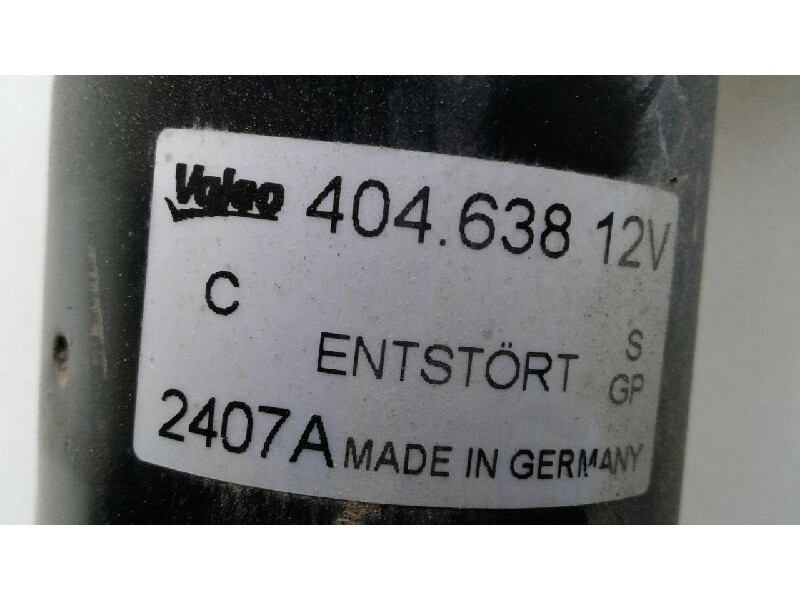 Valeo 404.638 12V
C
ENTSTÖRT S
GP
2407A MADE IN GERMANY